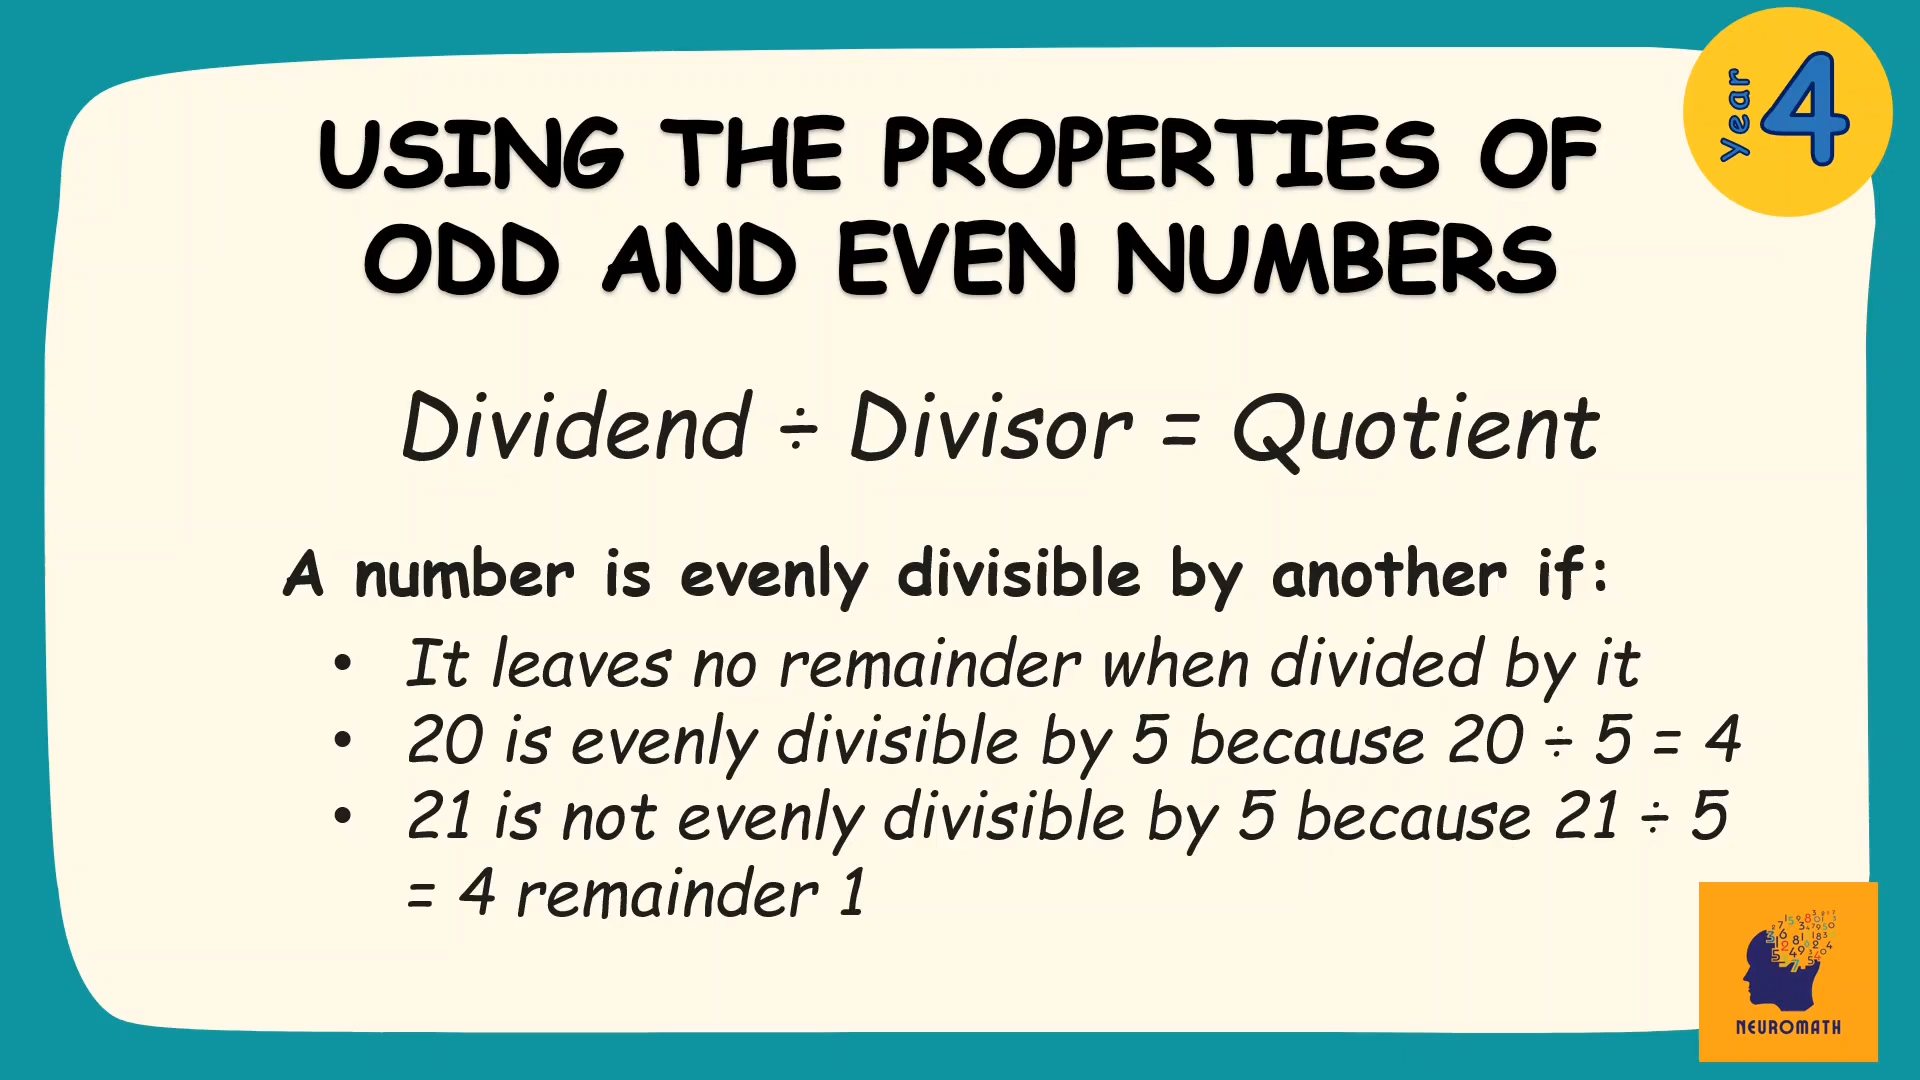 Year 4
USING THE PROPERTIES OF
ODD AND EVEN NUMBERS
Dividend ÷ Divisor = Quotient
A number is evenly divisible by another if:
• It leaves no remainder when divided by it
• 20 is evenly divisible by 5 because 20 ÷ 5 = 4
• 21 is not evenly divisible by 5 because 21 ÷ 5
= 4 remainder 1
NEUROMATH